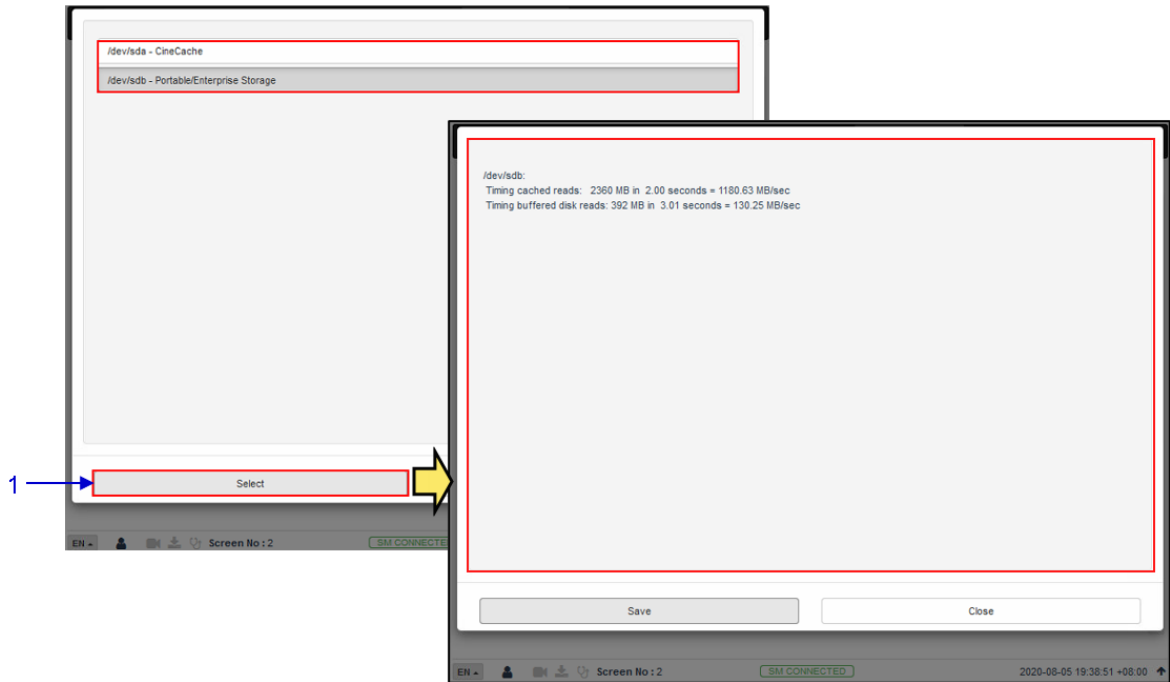 /dev/sda - CineCache
/dev/sdb - Portable/Enterprise Storage
1
Select
EN
Screen No : 2
SM CONNECTE
/dev/sdb:
Timing cached reads: 2360 MB in 2.00 seconds = 1180.63 MB/sec
Timing buffered disk reads: 392 MB in 3.01 seconds = 130.25 MB/sec
Save
Close
EN
Screen No : 2
SM CONNECTED
2020-08-05 19:38:51 +08:00